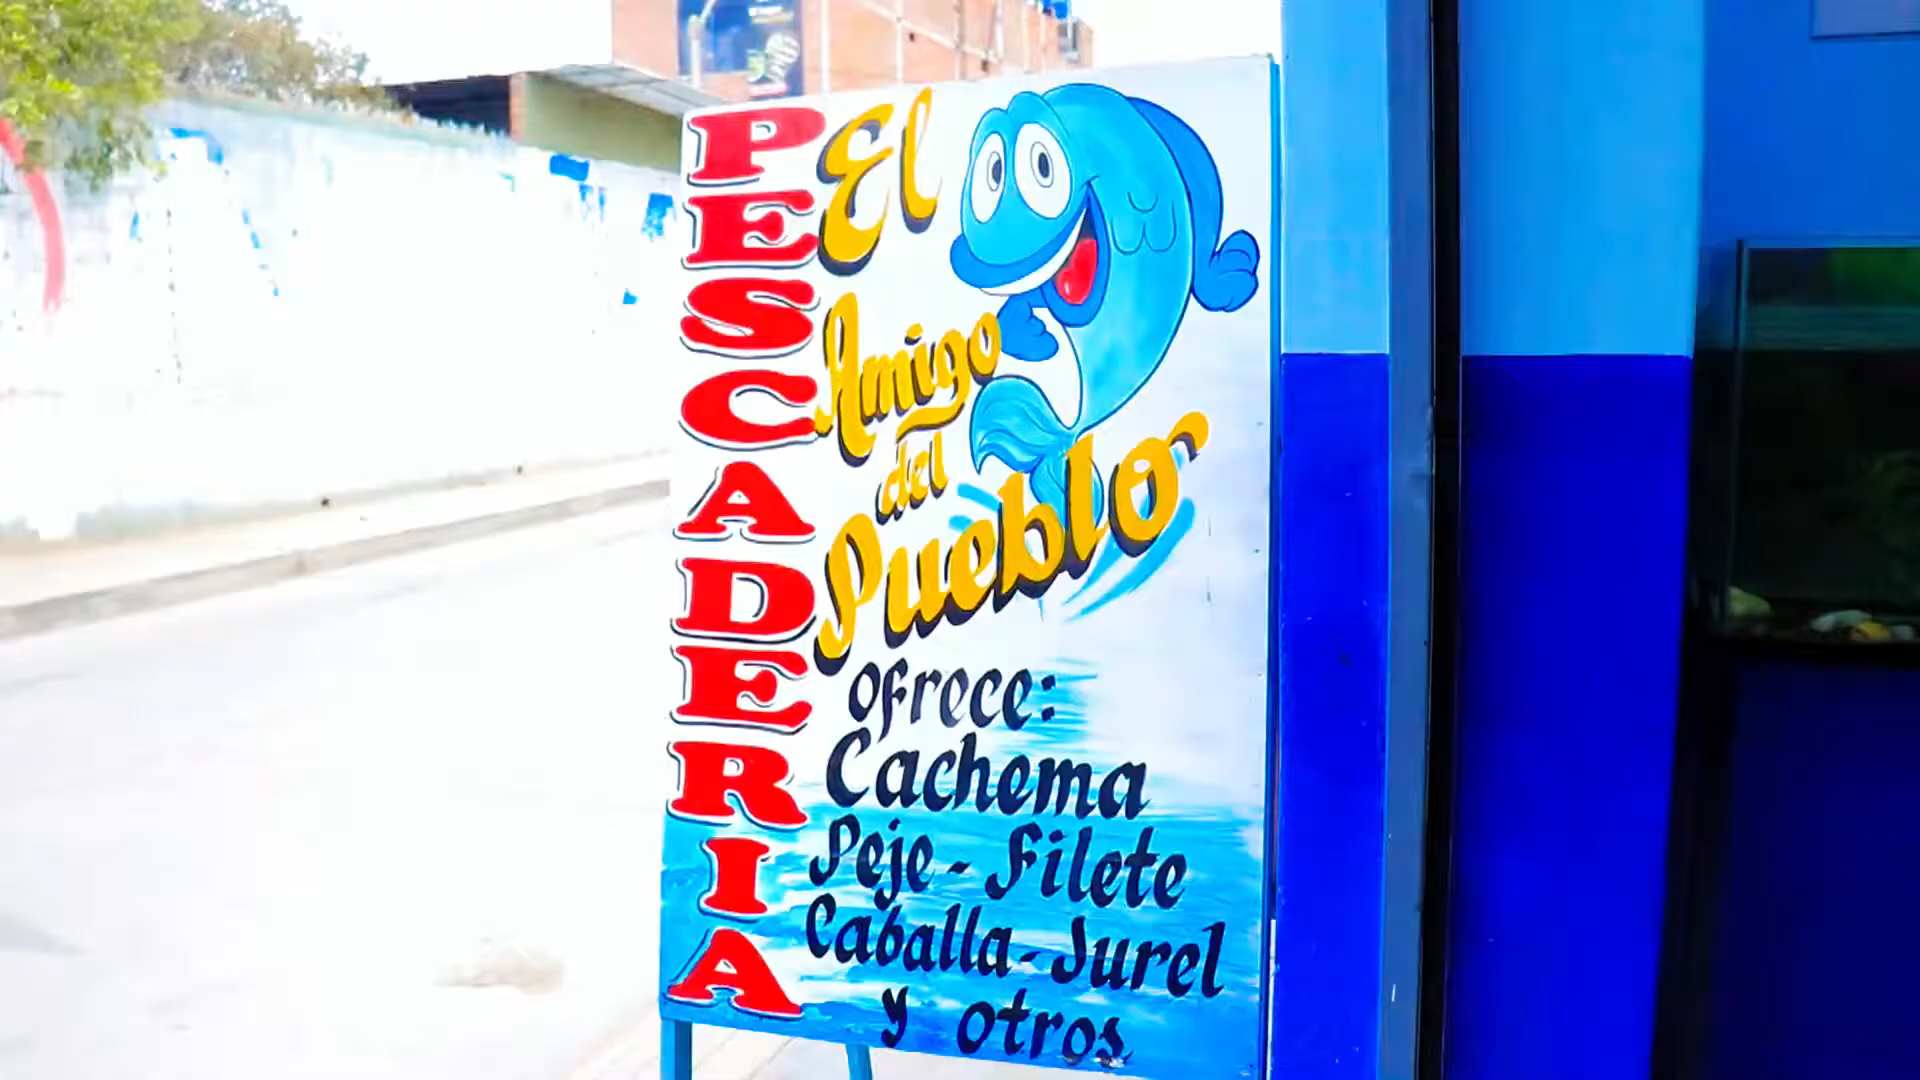 PESCADERIA
El
Amigo
del
Pueblo
Ofrece:
Cachema
Peje - Filete
Caballa - Jurel
y otros